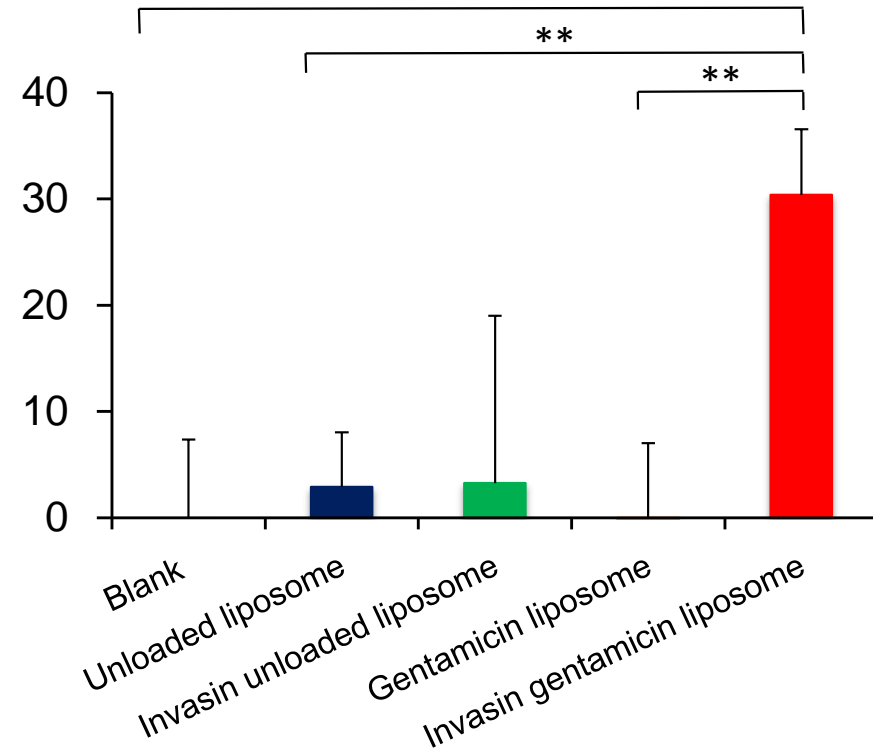 **
**
40
30
20
10
0
Blank
Unloaded liposome
Invasin unloaded liposome
Gentamicin liposome
Invasin gentamicin liposome